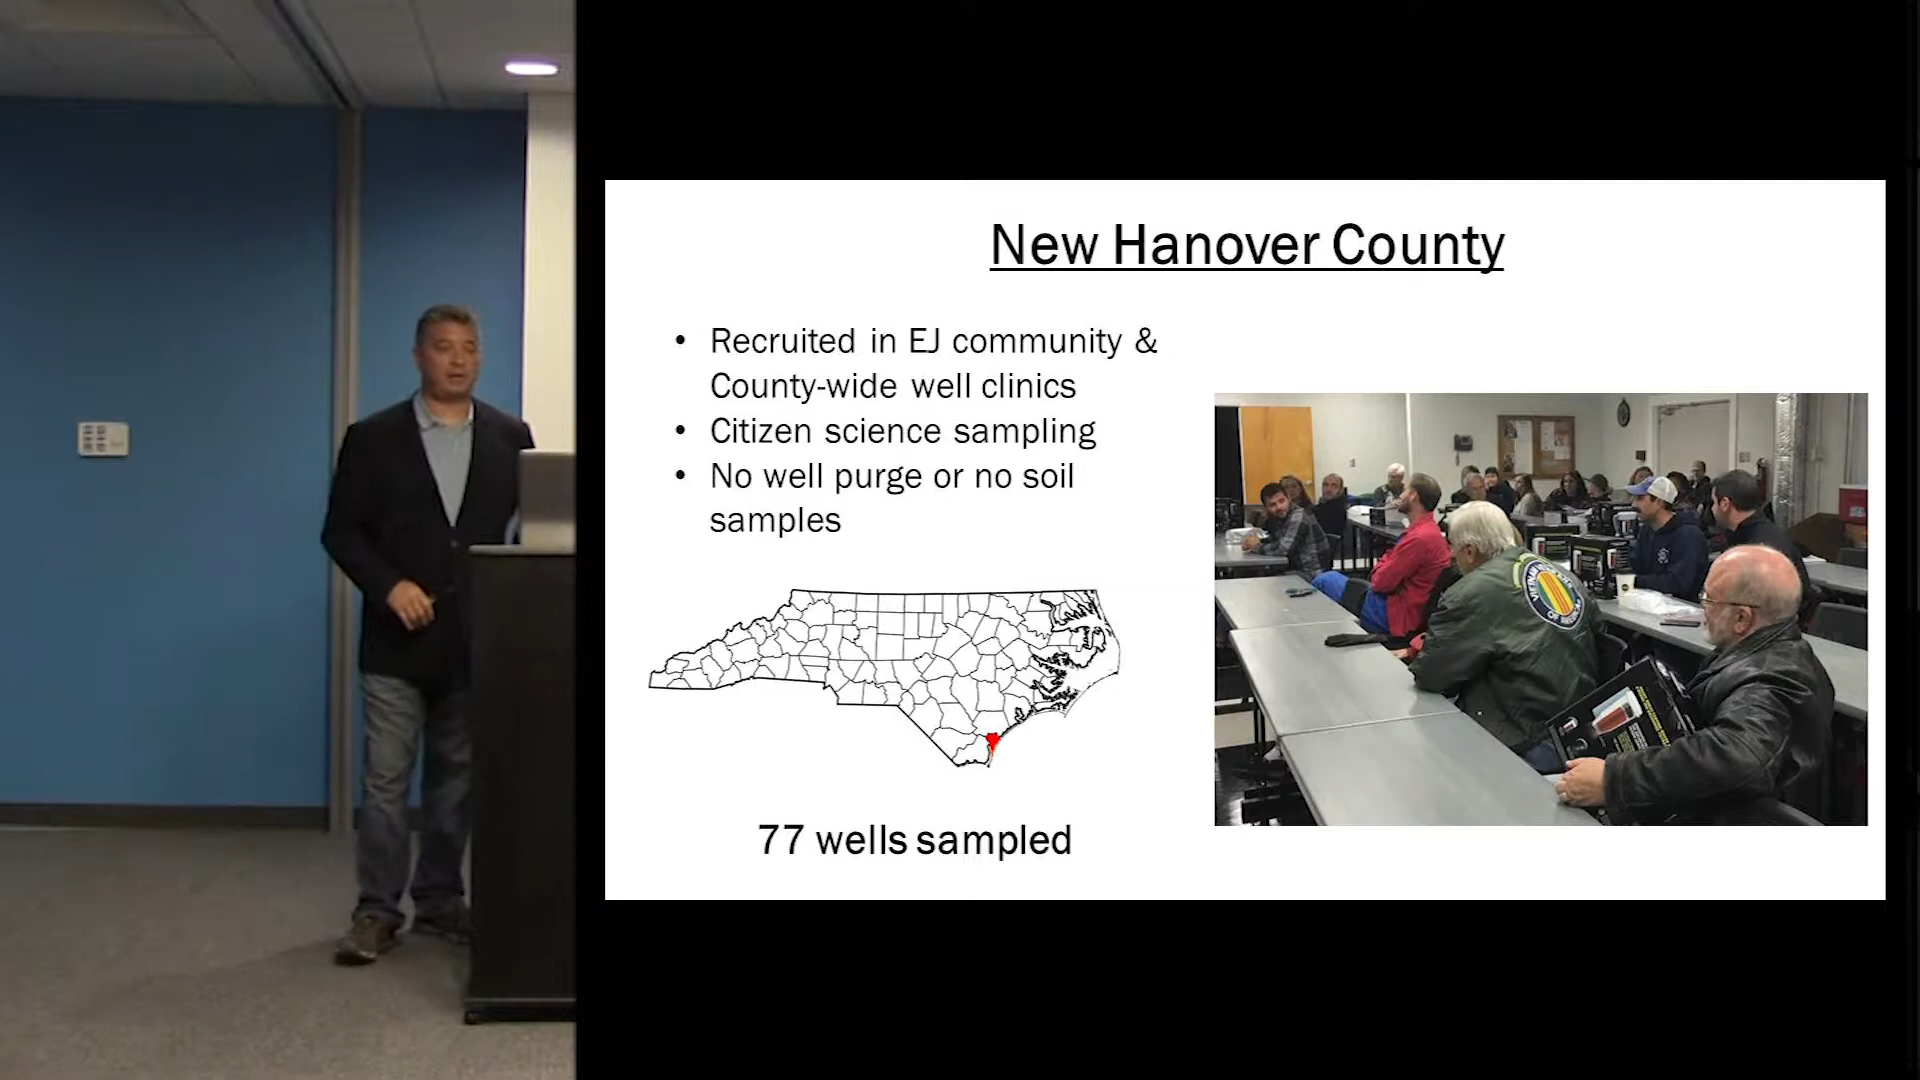 New Hanover County
• Recruited in EJ community &
County-wide well clinics
• Citizen science sampling
• No well purge or no soil
samples
77 wells sampled